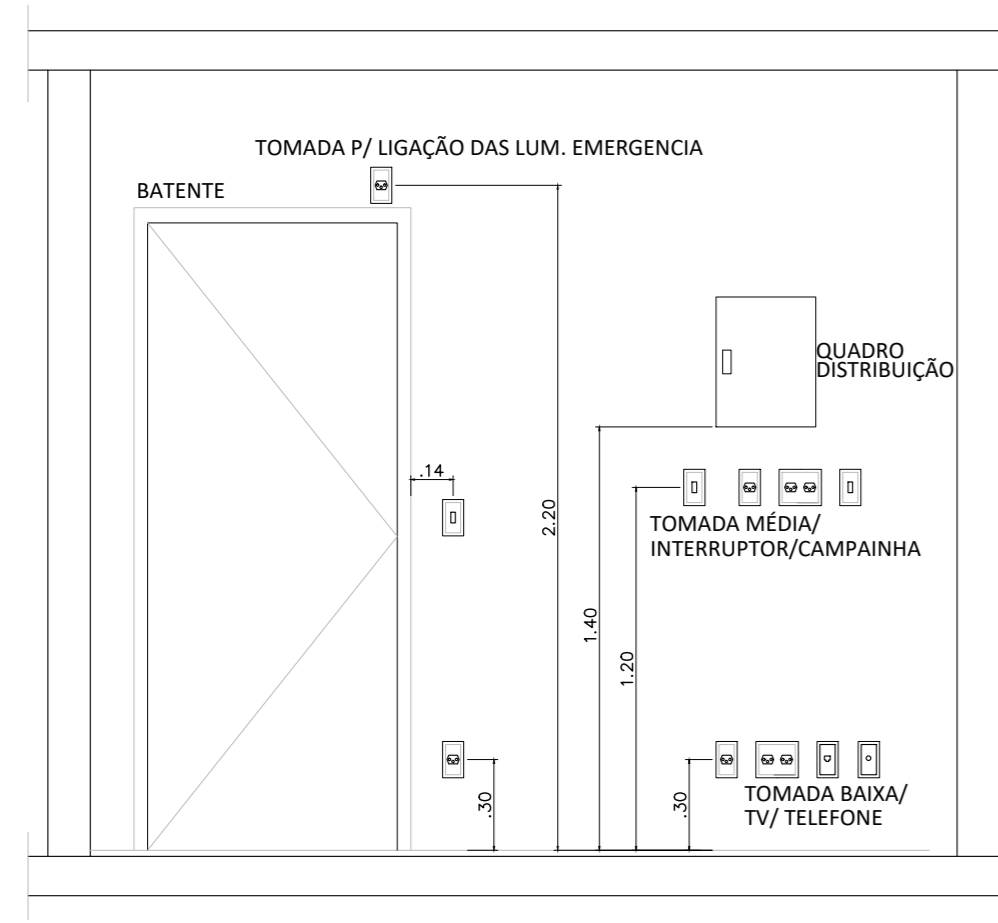 TOMADA P/ LIGAÇÃO DAS LUM. EMERGENCIA
BATENTE
QUADRO
DISTRIBUIÇÃO
.14
2.20
TOMADA MÉDIA/
INTERRUPTOR/CAMPAINHA
1.40
1.20
.30
.30
TOMADA BAIXA/
TV/ TELEFONE